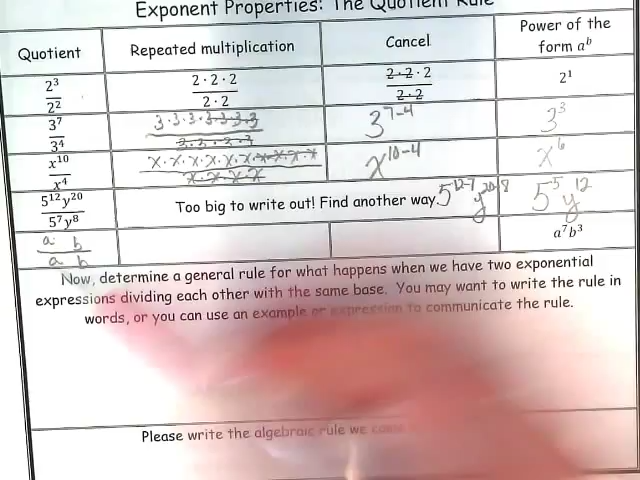 Exponent Properties: The Quotient Rule
Quotient Repeated multiplication Cancel Power of the form a^b
2^3/2^2 2·2·2/2·2 2·2·2/2·2 2^1
3^7/3^4 3·3·3·3·3·3·3/3·3·3·3 3^7-4 3^3
x^10/x^4 x·x·x·x·x·x·x·x·x·x/x·x·x·x x^10-4 x^6
5^12y^20/5^7y^8 Too big to write out! Find another way. 5^12-7 y^20-8 5^5y^12
a b/a b a^7b^3
Now, determine a general rule for what happens when we have two exponential
expressions dividing each other with the same base. You may want to write the rule in
words, or you can use an example or expression to communicate the rule.
Please write the algebraic rule we